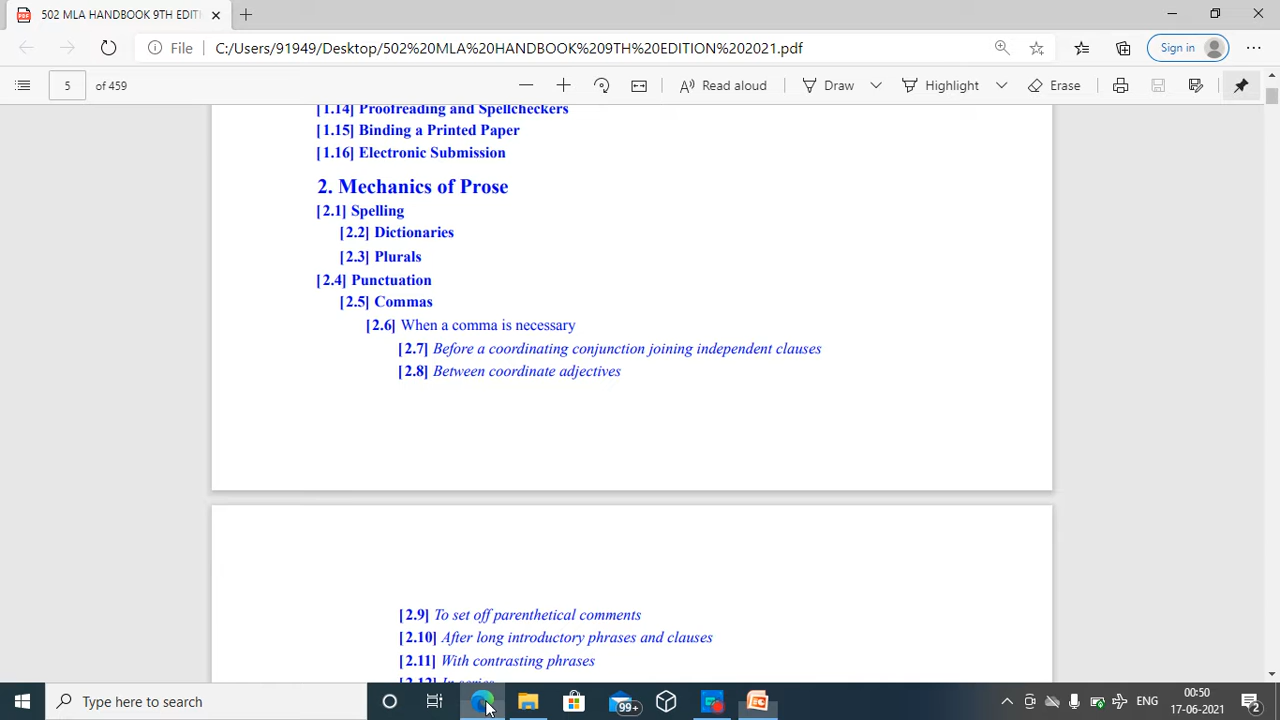 502 MLA HANDBOOK 9TH EDITI
File C:/Users/91949/Desktop/502%20MLA%20HANDBOOK%209TH%20EDITION%202021.pdf Sign in
5 of 459 Read aloud Draw Highlight Erase
[1.14] Proofreading and Spellcheckers
[1.15] Binding a Printed Paper
[1.16] Electronic Submission
2. Mechanics of Prose
[2.1] Spelling
[2.2] Dictionaries
[2.3] Plurals
[2.4] Punctuation
[2.5] Commas
[2.6] When a comma is necessary
[2.7] Before a coordinating conjunction joining independent clauses
[2.8] Between coordinate adjectives
[2.9] To set off parenthetical comments
[2.10] After long introductory phrases and clauses
[2.11] With contrasting phrases
[2.12] In series
Type here to search 99+ ENG 00:50
17-06-2021 2